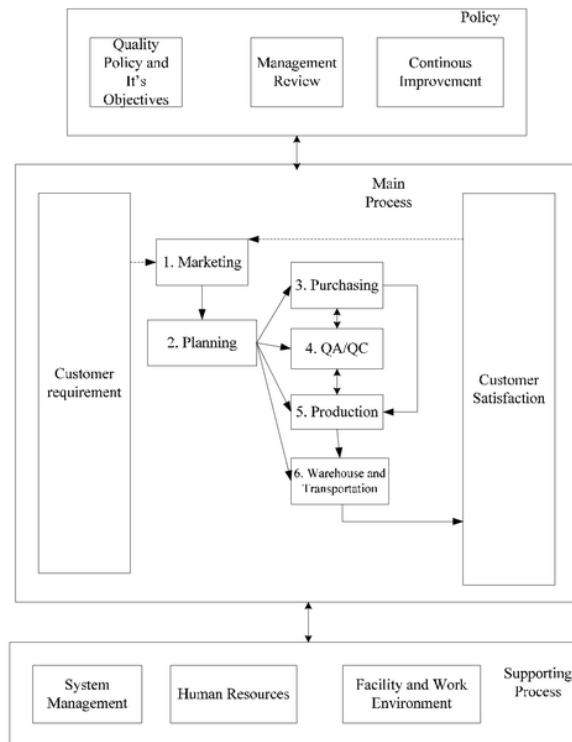 Policy
Quality
Policy and
It's
Objectives
Management
Review
Continous
Improvement
Main
Process
Customer
requirement
1. Marketing
2. Planning
3. Purchasing
4. QA/QC
5. Production
6. Warehouse and
Transportation
Customer
Satisfaction
System
Management
Human Resources
Facility and Work
Environment
Supporting
Process